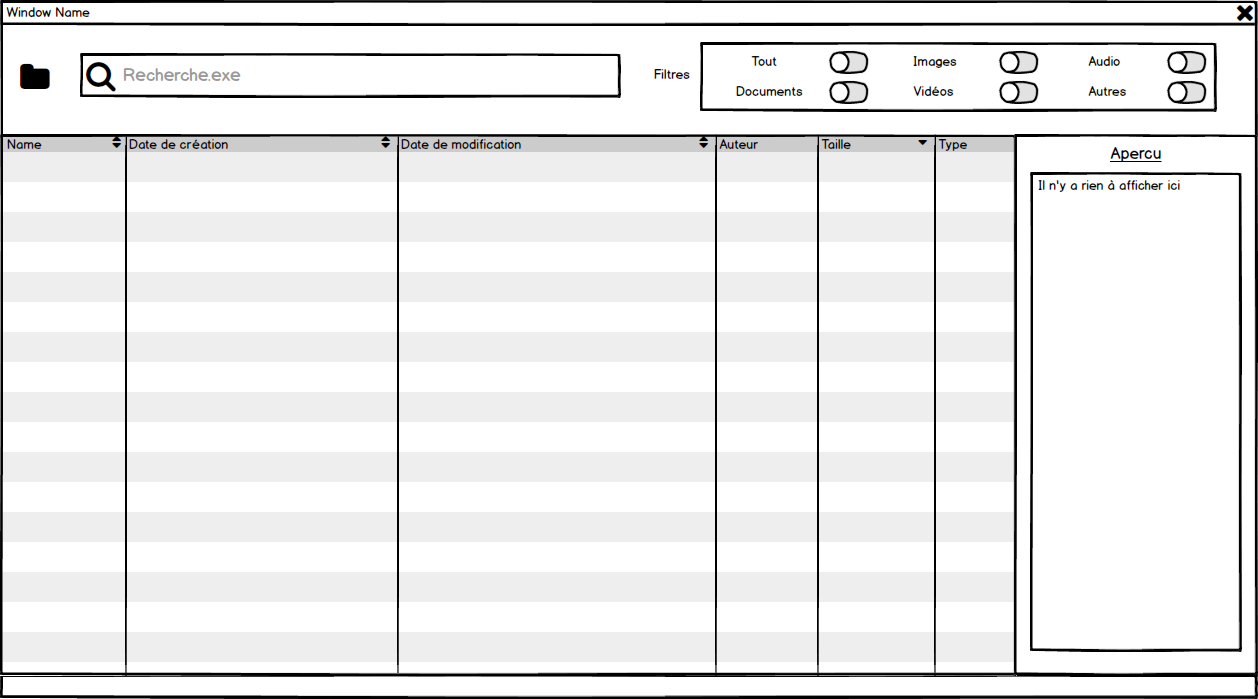 Window Name
Recherche.exe
Filtres
Tout Images Audio
Documents Vidéos Autres
Name Date de création Date de modification Auteur Taille Type
Apercu
Il n'y a rien à afficher ici